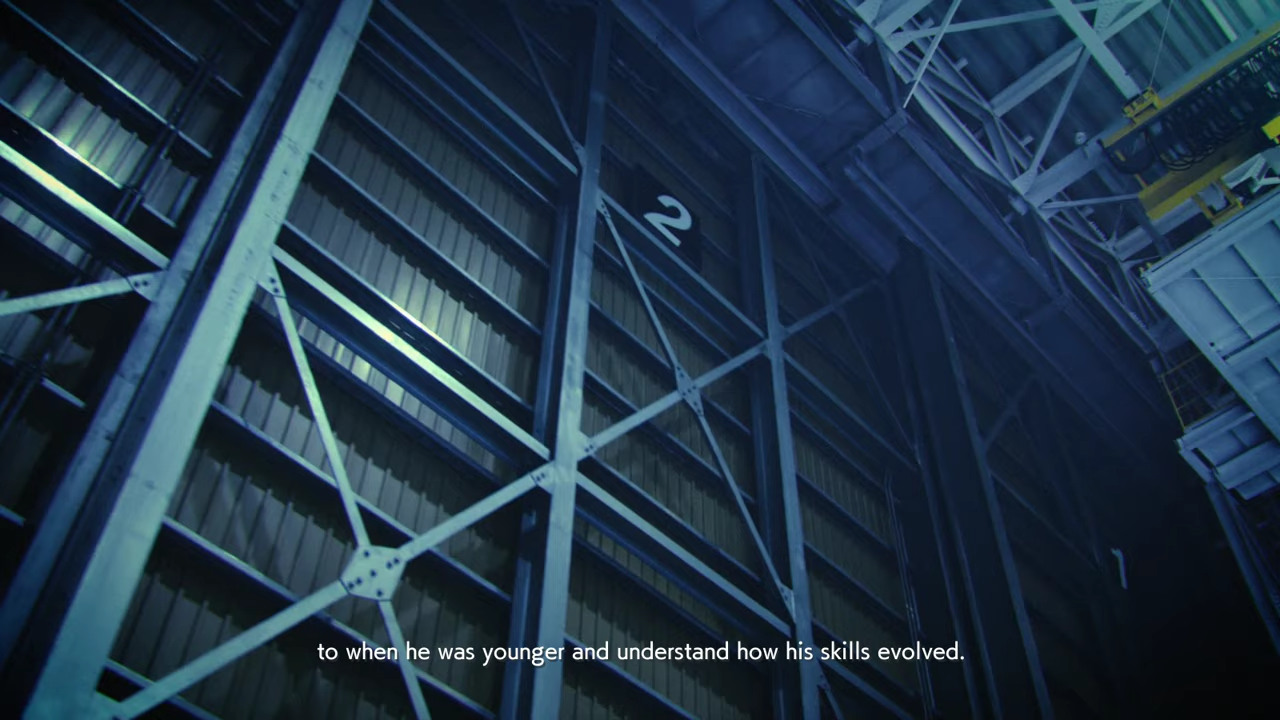 2
to when he was younger and understand how his skills evolved.